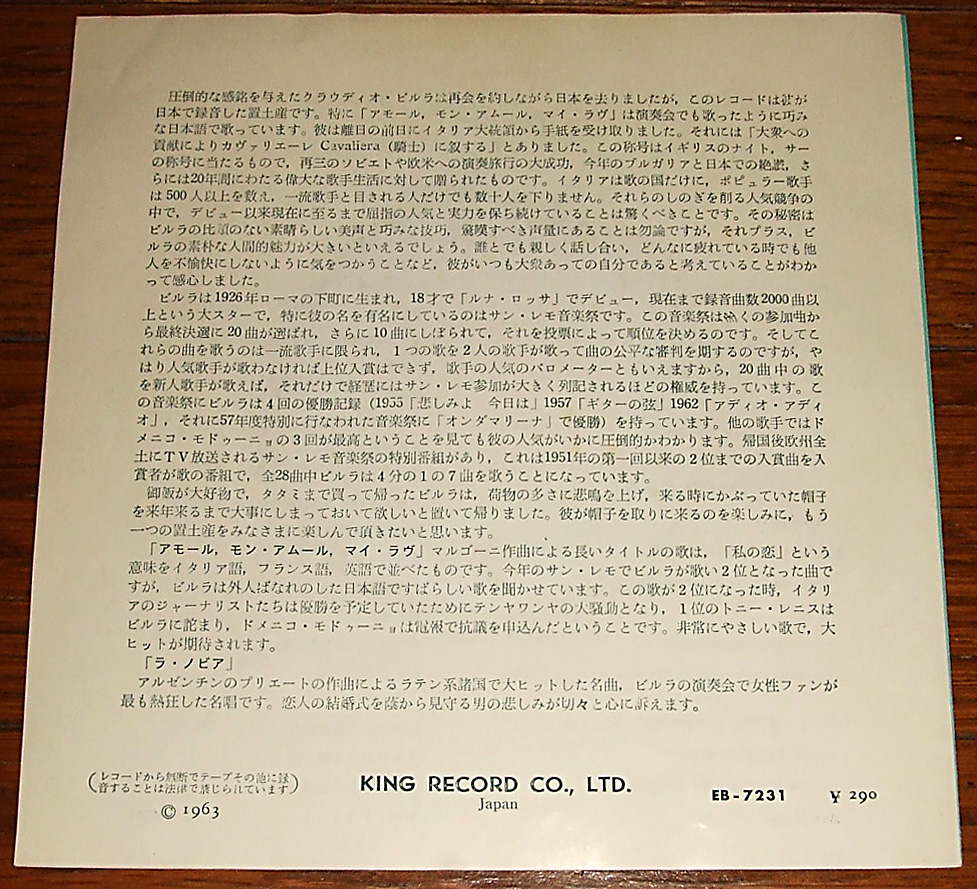 圧倒的な感銘を与えたクラウディオ・ビルラは再会を約しながら日本を去りましたが，このレコードは彼が
日本で録音した置土産です。特に「アモール，モン・アムール，マイ・ラヴ」は演奏会でも歌ったように巧み
な日本語で歌っています。彼は離日の前日にイタリア大統領から手紙を受け取りました。それには「大衆への
貢献によりカヴァリエーレ Cavaliera（騎士）に叙する」とありました。この称号はイギリスのナイト，サー
の称号に当たるもので，再三のソビエトや欧米への演奏旅行の大成功，今年のブルガリアと日本での絶讃，さ
らには20年間にわたる偉大な歌手生活に対して贈られたものです。イタリアは歌の国だけに，ポピュラー歌手
は500人以上を数え，一流歌手と目される人だけでも数十人を下りません。それらのしのぎを削る人気競争の
中で，デビュー以来現在に至るまで屈指の人気と実力を保ち続けていることは驚くべきことです。その秘密は
ビルラの比類のない素晴らしい美声と巧みな技巧，驚嘆すべき声量にあることは勿論ですが，それプラス，ビ
ルラの素朴な人間的魅力が大きいといえるでしょう。誰とでも親しく話し合い，どんなに疲れている時でも他
人を不愉快にしないように気をつかうことなど，彼がいつも大衆あっての自分であると考えていることがわか
って感心しました。
ビルラは1926年ローマの下町に生まれ，18才で「ルナ・ロッサ」でデビュー，現在まで録音曲数2000曲以
上という大スターで，特に彼の名を有名にしているのはサン・レモ音楽祭です。この音楽祭は多くの参加曲か
ら最終決選に20曲が選ばれ，さらに10曲にしぼられて，それを投票によって順位を決めるのです。そしてこ
れらの曲を歌うのは一流歌手に限られ，1つの歌を2人の歌手が歌って曲の公平な審判を期するのですが，や
はり人気歌手が歌わなければ上位入賞はできず，歌手の人気のバロメーターともいえますから，20曲中の歌
を新人歌手が歌えば，それだけで経歴にはサン・レモ参加が大きく列記されるほどの権威を持っています。こ
の音楽祭にビルラは4回の優勝記録（1955「悲しみよ　今日は」1957「ギターの弦」1962「アディオ・アディ
オ」，それに57年度特別に行なわれた音楽祭に「オンダマリーナ」で優勝）を持っています。他の歌手ではド
メニコ・モドゥーニョの3回が最高ということを見ても彼の人気がいかに圧倒的かわかります。帰国後欧州全
土にＴＶ放送されるサン・レモ音楽祭の特別番組があり，これは1951年の第一回以来の2位までの入賞曲を入
賞者が歌の番組で，全28曲中ビルラは4分の1の7曲を歌うことになっています。
御飯が大好物で，タタミまで買って帰ったビルラは，荷物の多さに悲鳴を上げ，来る時にかぶっていた帽子
を来年来るまで大事にしまっておいて欲しいと置いて帰りました。彼が帽子を取りに来るのを楽しみに，もう
一つの置土産をみなさまに楽しんで頂きたいと思います。
「アモール，モン・アムール，マイ・ラヴ」マルゴーニ作曲による長いタイトルの歌は，「私の恋」という
意味をイタリア語，フランス語，英語で並べたものです。今年のサン・レモでビルラが歌い2位となった曲で
すが，ビルラは外人ばなれのした日本語ですばらしい歌を聞かせています。この歌が2位になった時，イタリ
アのジャーナリストたちは優勝を予定していたためにテンヤワンヤの大騒動となり，1位のトニー・レニスは
ビルラに詫まり，ドメニコ・モドゥーニョは電報で抗議を申込んだということです。非常にやさしい歌で，大
ヒットが期待されます。
「ラ・ノビア」
アルゼンチンのプリエートの作曲によるラテン系諸国で大ヒットした名曲，ビルラの演奏会で女性ファンが
最も熱狂した名唱です。恋人の結婚式を蔭から見守る男の悲しみが切々と心に訴えます。
（レコードから無断でテープその他に録
音することは法律で禁じられています）
© 1963
KING RECORD CO., LTD.
Japan
EB-7231
¥ 290